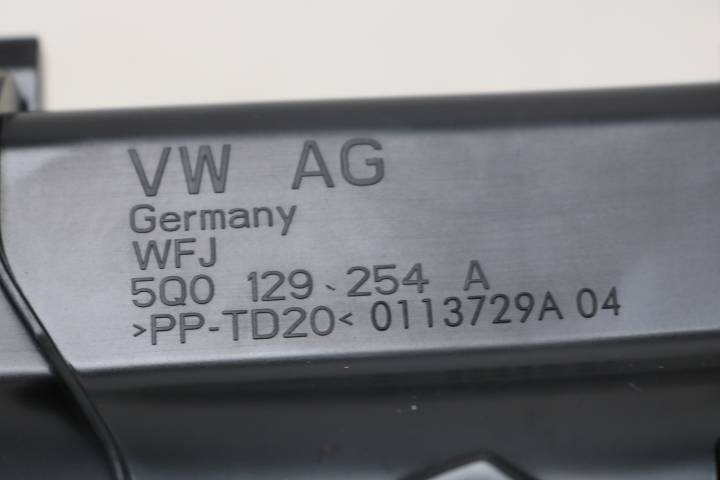 VW AG
Germany
WFJ
5Q0 129 254 A
>PP-TD20< 0113729A 04